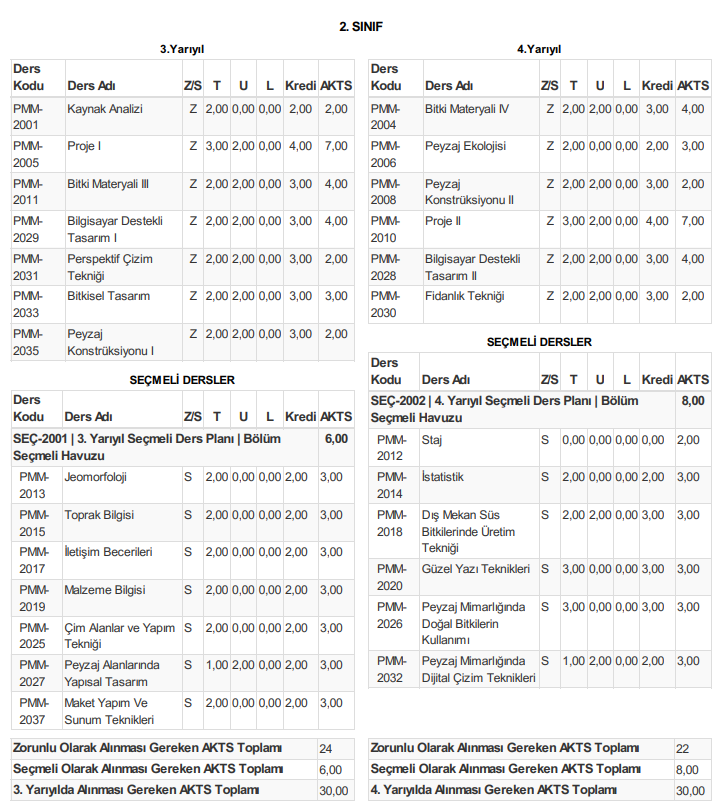 2. SINIF
3.Yarıyıl
Ders
Kodu Ders Adı Z/S T U L Kredi AKTS
PMM- Kaynak Analizi Z 2,00 0,00 0,00 2,00 2,00
2001
PMM- Proje I Z 3,00 2,00 0,00 4,00 7,00
2005
PMM- Bitki Materyali III Z 2,00 2,00 0,00 3,00 4,00
2011
PMM- Bilgisayar Destekli Z 2,00 2,00 0,00 3,00 4,00
2029 Tasarım I
PMM- Perspektif Çizim Z 2,00 2,00 0,00 3,00 2,00
2031 Tekniği
PMM- Bitkisel Tasarım Z 2,00 2,00 0,00 3,00 3,00
2033
PMM- Peyzaj Z 2,00 2,00 0,00 3,00 2,00
2035 Konstrüksiyonu I
SEÇMELİ DERSLER
Ders
Kodu Ders Adı Z/S T U L Kredi AKTS
SEÇ-2001 | 3. Yarıyıl Seçmeli Ders Planı | Bölüm 6,00
Seçmeli Havuzu
PMM- Jeomorfoloji S 2,00 0,00 0,00 2,00 3,00
2013
PMM- Toprak Bilgisi S 2,00 0,00 0,00 2,00 3,00
2015
PMM- İletişim Becerileri S 2,00 0,00 0,00 2,00 3,00
2017
PMM- Malzeme Bilgisi S 2,00 0,00 0,00 2,00 3,00
2019
PMM- Çim Alanlar ve Yapım S 2,00 0,00 0,00 2,00 3,00
2025 Tekniği
PMM- Peyzaj Alanlarında S 1,00 2,00 0,00 2,00 3,00
2027 Yapısal Tasarım
PMM- Maket Yapım Ve S 2,00 0,00 0,00 2,00 3,00
2037 Sunum Teknikleri
Zorunlu Olarak Alınması Gereken AKTS Toplamı 24
Seçmeli Olarak Alınması Gereken AKTS Toplamı 6,00
3. Yarıyılda Alınması Gereken AKTS Toplamı 30,00
4.Yarıyıl
Ders
Kodu Ders Adı Z/S T U L Kredi AKTS
PMM- Bitki Materyali IV Z 2,00 2,00 0,00 3,00 4,00
2004
PMM- Peyzaj Ekolojisi Z 2,00 0,00 0,00 2,00 3,00
2006
PMM- Peyzaj Z 2,00 2,00 0,00 3,00 2,00
2008 Konstrüksiyonu II
PMM- Proje II Z 3,00 2,00 0,00 4,00 7,00
2010
PMM- Bilgisayar Destekli Z 2,00 2,00 0,00 3,00 4,00
2028 Tasarım II
PMM- Fidanlık Tekniği Z 2,00 2,00 0,00 3,00 2,00
2030
SEÇMELİ DERSLER
Ders
Kodu Ders Adı Z/S T U L Kredi AKTS
SEÇ-2002 | 4. Yarıyıl Seçmeli Ders Planı | Bölüm 8,00
Seçmeli Havuzu
PMM- Staj S 0,00 0,00 0,00 0,00 2,00
2012
PMM- İstatistik S 2,00 0,00 0,00 2,00 3,00
2014
PMM- Dış Mekan Süs S 2,00 2,00 0,00 3,00 3,00
2018 Bitkilerinde Üretim
Tekniği
PMM- Güzel Yazı Teknikleri S 3,00 0,00 0,00 3,00 3,00
2020
PMM- Peyzaj Mimarlığında S 3,00 0,00 0,00 3,00 3,00
2026 Doğal Bitkilerin
Kullanımı
PMM- Peyzaj Mimarlığında S 1,00 2,00 0,00 2,00 3,00
2032 Dijital Çizim Teknikleri
Zorunlu Olarak Alınması Gereken AKTS Toplamı 22
Seçmeli Olarak Alınması Gereken AKTS Toplamı 8,00
4. Yarıyılda Alınması Gereken AKTS Toplamı 30,00